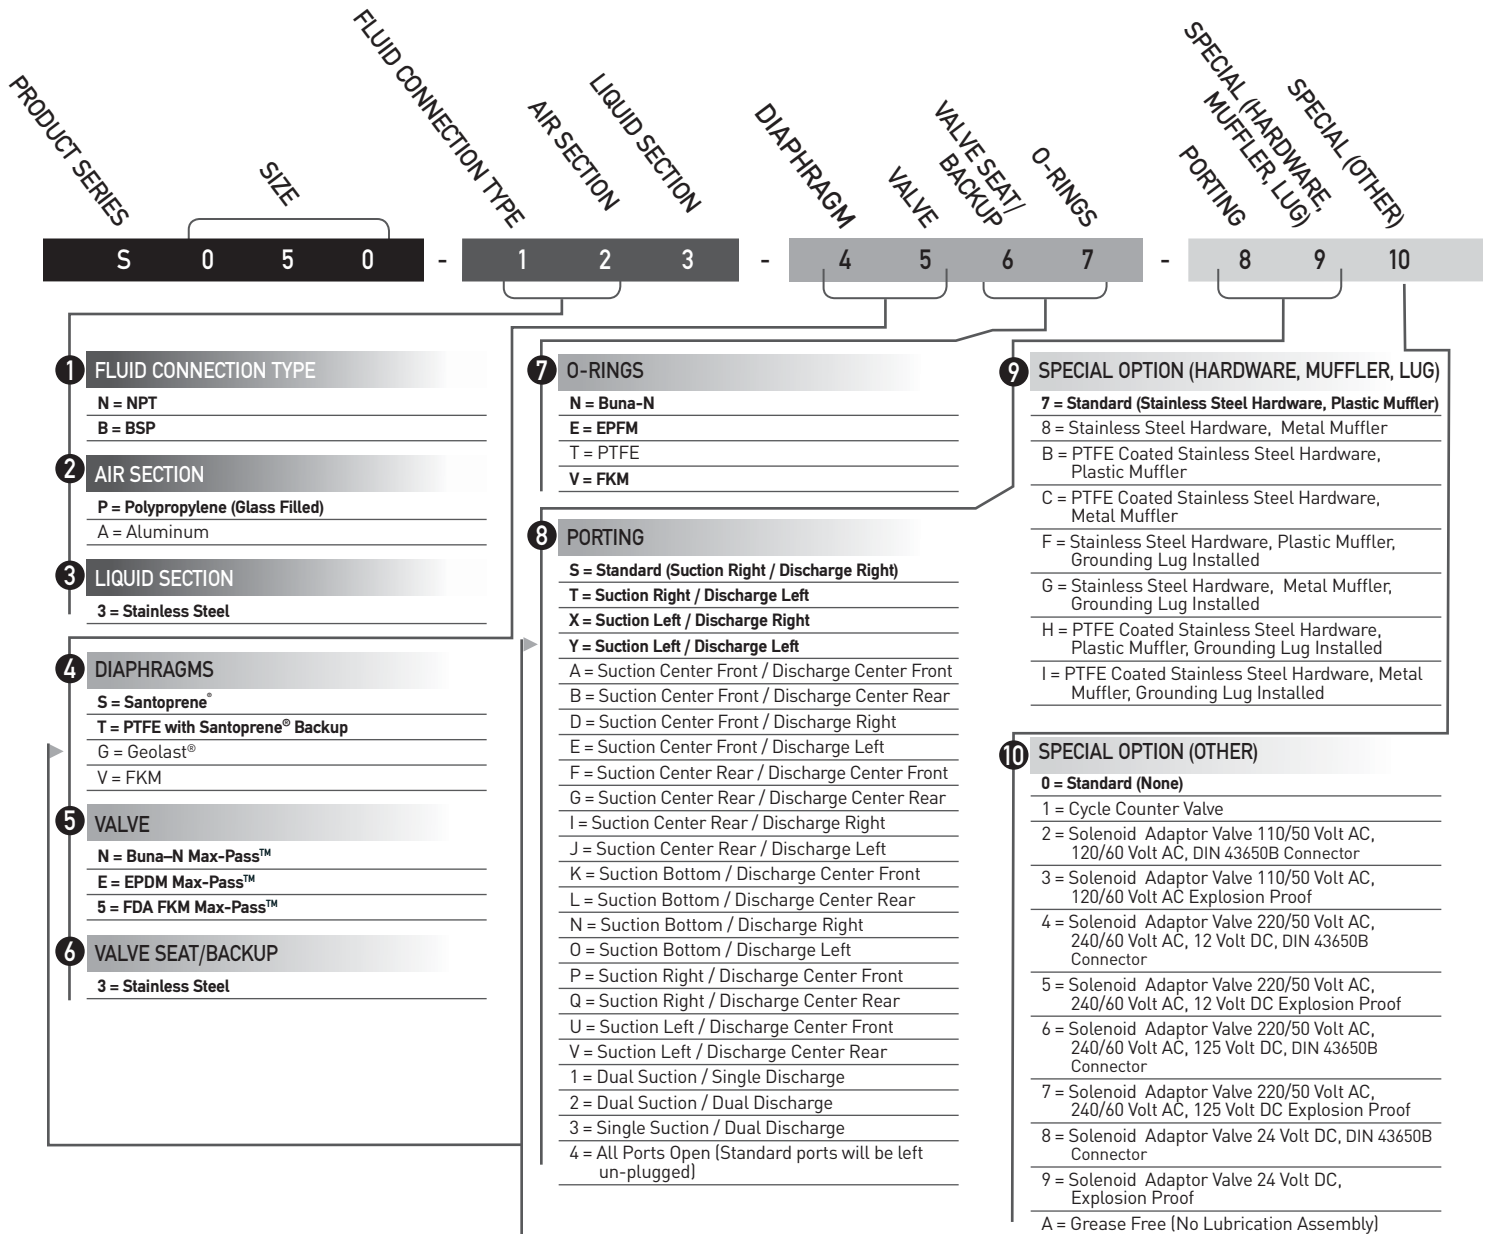 PRODUCT SERIES
SIZE
FLUID CONNECTION TYPE
AIR SECTION
LIQUID SECTION
DIAPHRAGM
VALVE
VALVE SEAT/
BACKUP
O-RINGS
PORTING
SPECIAL (HARDWARE,
MUFFLER, LUG)
SPECIAL (OTHER)
S 0 5 0 - 1 2 3 - 4 5 6 7 - 8 9 10
1 FLUID CONNECTION TYPE
N = NPT
B = BSP
2 AIR SECTION
P = Polypropylene (Glass Filled)
A = Aluminum
3 LIQUID SECTION
3 = Stainless Steel
4 DIAPHRAGMS
S = Santoprene®
T = PTFE with Santoprene® Backup
G = Geolast®
V = FKM
5 VALVE
N = Buna–N Max-Pass™
E = EPDM Max-Pass™
5 = FDA FKM Max-Pass™
6 VALVE SEAT/BACKUP
3 = Stainless Steel
7 O-RINGS
N = Buna-N
E = EPFM
T = PTFE
V = FKM
8 PORTING
S = Standard (Suction Right / Discharge Right)
T = Suction Right / Discharge Left
X = Suction Left / Discharge Right
Y = Suction Left / Discharge Left
A = Suction Center Front / Discharge Center Front
B = Suction Center Front / Discharge Center Rear
D = Suction Center Front / Discharge Right
E = Suction Center Front / Discharge Left
F = Suction Center Rear / Discharge Center Front
G = Suction Center Rear / Discharge Center Rear
I = Suction Center Rear / Discharge Right
J = Suction Center Rear / Discharge Left
K = Suction Bottom / Discharge Center Front
L = Suction Bottom / Discharge Center Rear
N = Suction Bottom / Discharge Right
O = Suction Bottom / Discharge Left
P = Suction Right / Discharge Center Front
Q = Suction Right / Discharge Center Rear
U = Suction Left / Discharge Center Front
V = Suction Left / Discharge Center Rear
1 = Dual Suction / Single Discharge
2 = Dual Suction / Dual Discharge
3 = Single Suction / Dual Discharge
4 = All Ports Open (Standard ports will be left
un-plugged)
9 SPECIAL OPTION (HARDWARE, MUFFLER, LUG)
7 = Standard (Stainless Steel Hardware, Plastic Muffler)
8 = Stainless Steel Hardware, Metal Muffler
B = PTFE Coated Stainless Steel Hardware,
Plastic Muffler
C = PTFE Coated Stainless Steel Hardware,
Metal Muffler
F = Stainless Steel Hardware, Plastic Muffler,
Grounding Lug Installed
G = Stainless Steel Hardware, Metal Muffler,
Grounding Lug Installed
H = PTFE Coated Stainless Steel Hardware,
Plastic Muffler, Grounding Lug Installed
I = PTFE Coated Stainless Steel Hardware, Metal
Muffler, Grounding Lug Installed
10 SPECIAL OPTION (OTHER)
0 = Standard (None)
1 = Cycle Counter Valve
2 = Solenoid Adaptor Valve 110/50 Volt AC,
120/60 Volt AC, DIN 43650B Connector
3 = Solenoid Adaptor Valve 110/50 Volt AC,
120/60 Volt AC Explosion Proof
4 = Solenoid Adaptor Valve 220/50 Volt AC,
240/60 Volt AC, 12 Volt DC, DIN 43650B
Connector
5 = Solenoid Adaptor Valve 220/50 Volt AC,
240/60 Volt AC, 12 Volt DC Explosion Proof
6 = Solenoid Adaptor Valve 220/50 Volt AC,
240/60 Volt AC, 125 Volt DC, DIN 43650B
Connector
7 = Solenoid Adaptor Valve 220/50 Volt AC,
240/60 Volt AC, 125 Volt DC Explosion Proof
8 = Solenoid Adaptor Valve 24 Volt DC, DIN 43650B
Connector
9 = Solenoid Adaptor Valve 24 Volt DC,
Explosion Proof
A = Grease Free (No Lubrication Assembly)